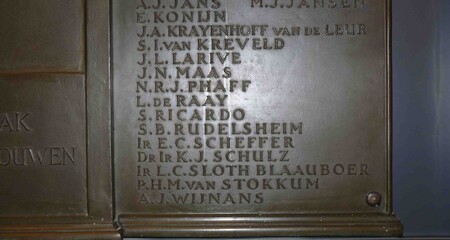 A.J. JANS M.J. JANSEN
E. KONIJN
J.A. KRAYENHOFF VAN DE LEUR
S.I. VAN KREVELD
J.L. LARIVE
J.N. MAAS
N.R.J. PHAFF
L. DE RAAY
S. RICARDO
S.B. RUDELSHEIM
IR E.C. SCHEFFER
DR IR K.J. SCHULZ
IR L.C. SLOTH BLAAUBOER
P.H.M. VAN STOKKUM
A.J. WIJNANS
AK
OUWEN